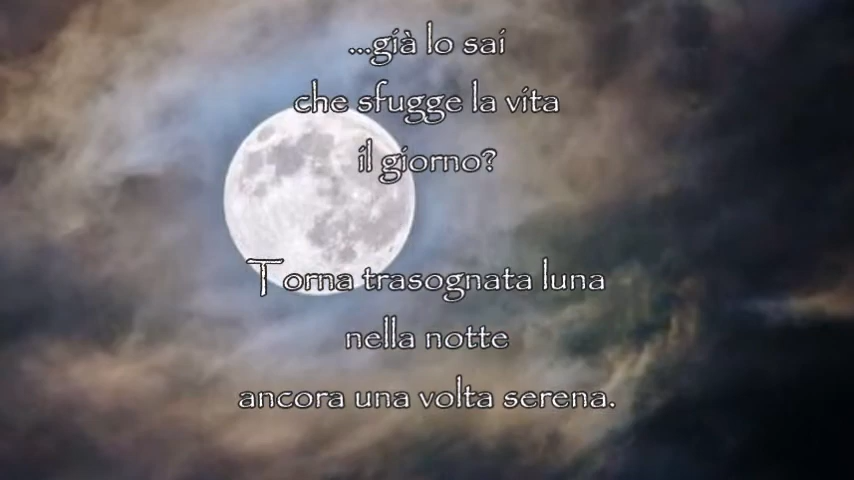 ...già lo sai
che sfugge la vita
il giorno?
Torna trasognata luna
nella notte
ancora una volta serena.